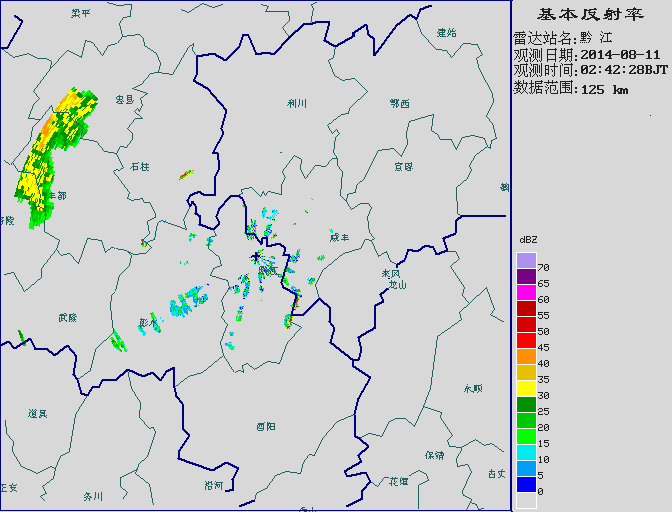 基本反射率
雷达站名:黔 江
观测日期:2014-08-11
观测时间:02:42:28BJT
数据范围:125 km
梁平
建始
忠县
利川
鄂西
石柱
宣恩
丰都
咸丰
来凤
龙山
武隆
彭水
永顺
道真
酉阳
保靖
古丈
花垣
沿河
务川
正安
dBZ
70
65
60
55
50
45
40
35
30
25
20
15
10
5
0